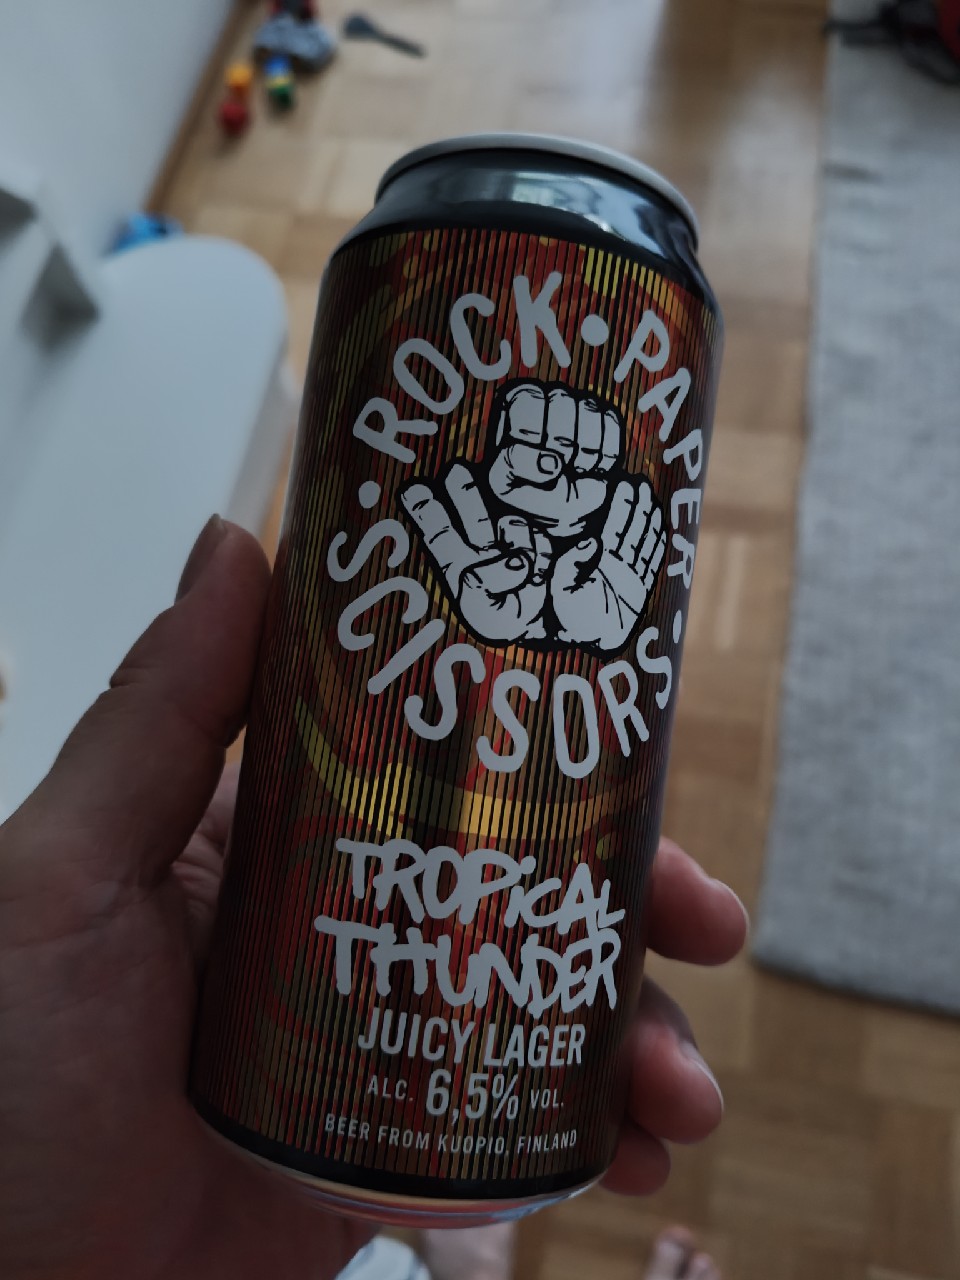 ROCK • PAPER • SCISSORS •
TROPiCAL
THUNDER
JUICY LAGER
ALC. 6,5% VOL.
BEER FROM KUOPIO, FINLAND